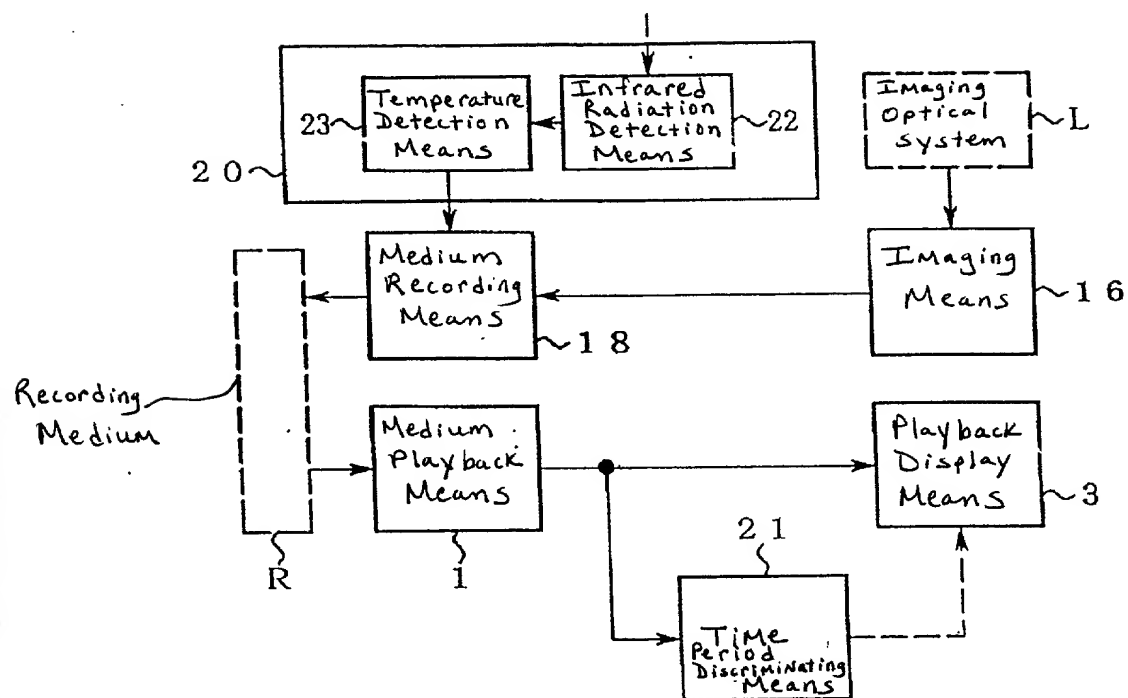 Temperature
Detection
Means
23
Infrared
Radiation
Detection
Means
22
20
Imaging
Optical
system
L
Medium
Recording
Means
18
Imaging
Means
16
Recording
Medium
R
Medium
Playback
Means
1
Playback
Display
Means
3
21
Time
Period
Discriminating
Means